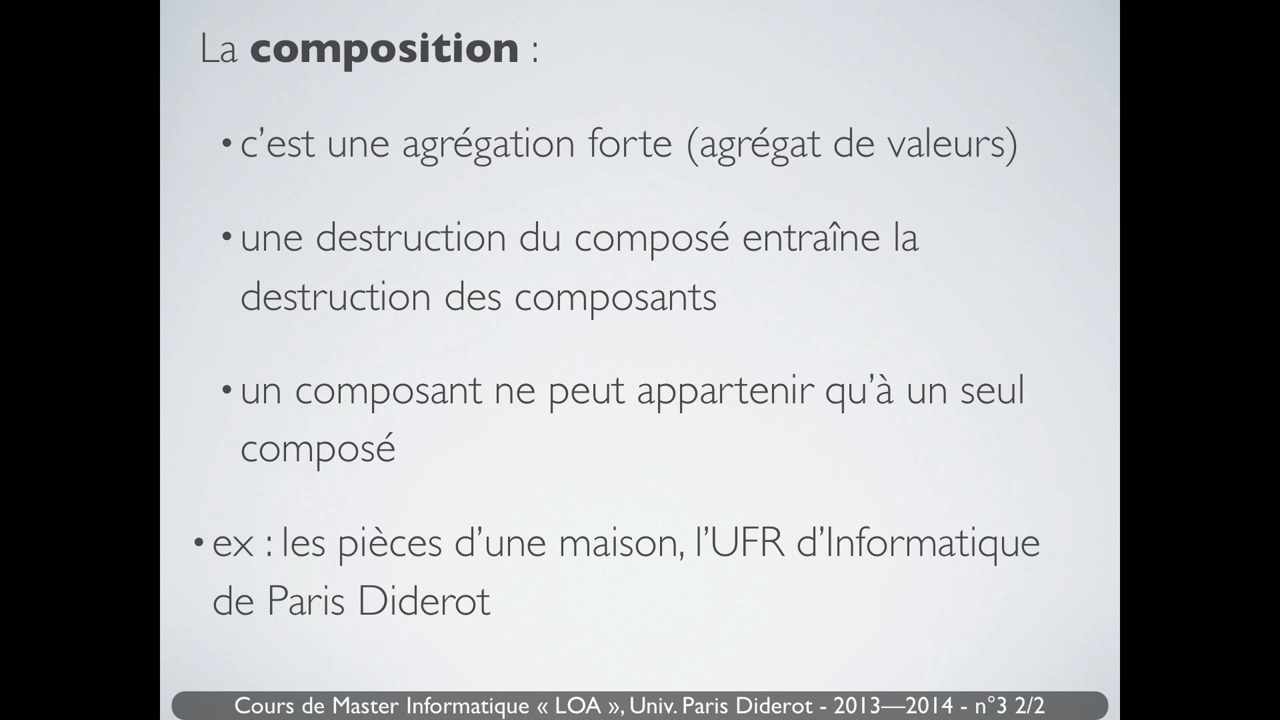 La composition :
• c’est une agrégation forte (agrégat de valeurs)
• une destruction du composé entraîne la
destruction des composants
• un composant ne peut appartenir qu’à un seul
composé
• ex : les pièces d’une maison, l’UFR d’Informatique
de Paris Diderot
Cours de Master Informatique « LOA », Univ. Paris Diderot - 2013—2014 - n°3 2/2